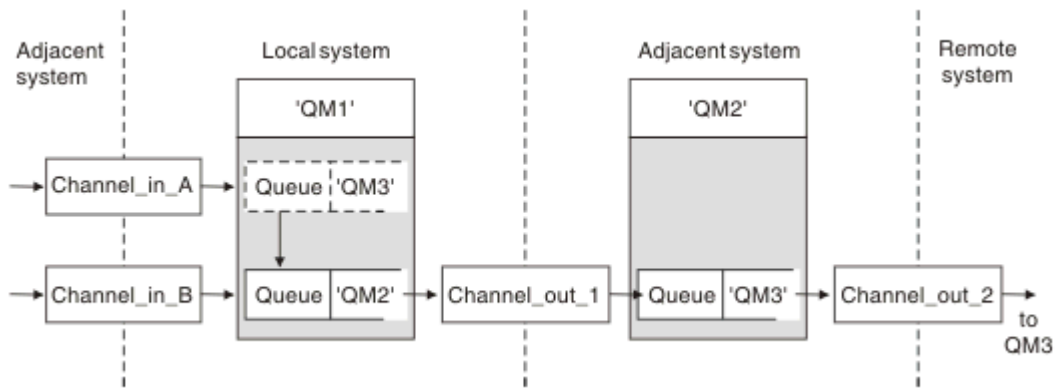 Adjacent system
Local system
Adjacent system
Remote system
'QM1'
'QM2'
Channel_in_A
Queue 'QM3'
Channel_in_B
Queue 'QM2'
Channel_out_1
Queue 'QM3'
Channel_out_2
to QM3